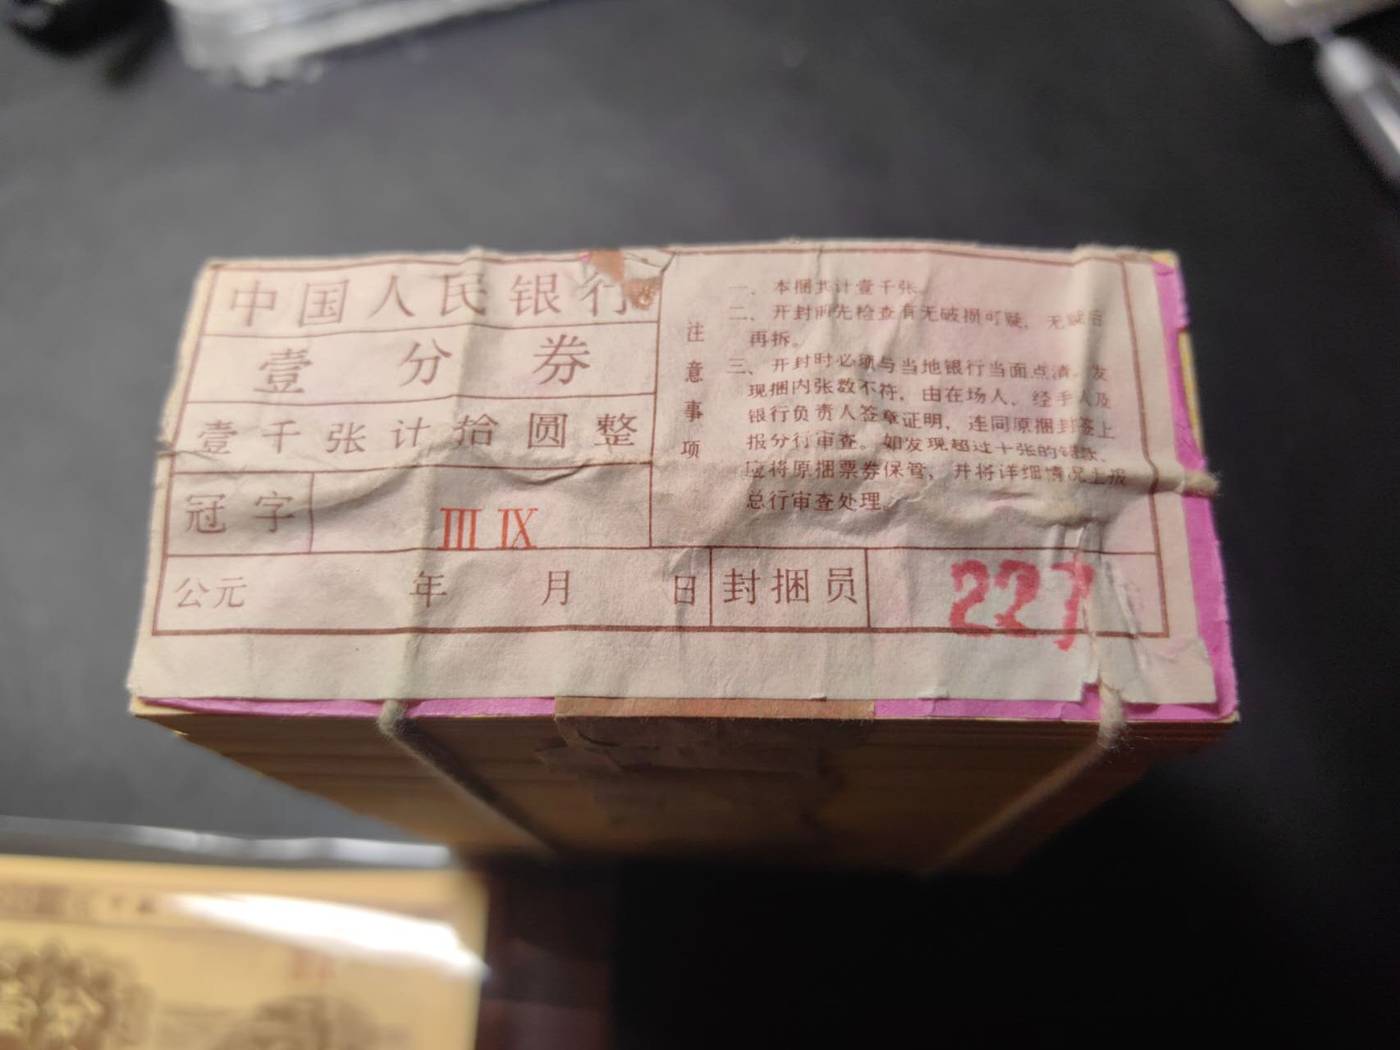 中国人民银行
壹分券
壹千张计拾圆整
冠字 III IX
公元 年 月 日 封捆员 227
注意事项
一、本捆共计壹千张
二、开封前先检查有无破损可疑,无疑后
再拆。
三、开封时必须与当地银行当面点清。发
现捆内张数不符,由在场人、经手人及
银行负责人签章证明,连同原捆封签上
报分行审查。如发现超过十张的错款、
应将原捆票券保管,并将详细情况上报
总行审查处理。
壹分